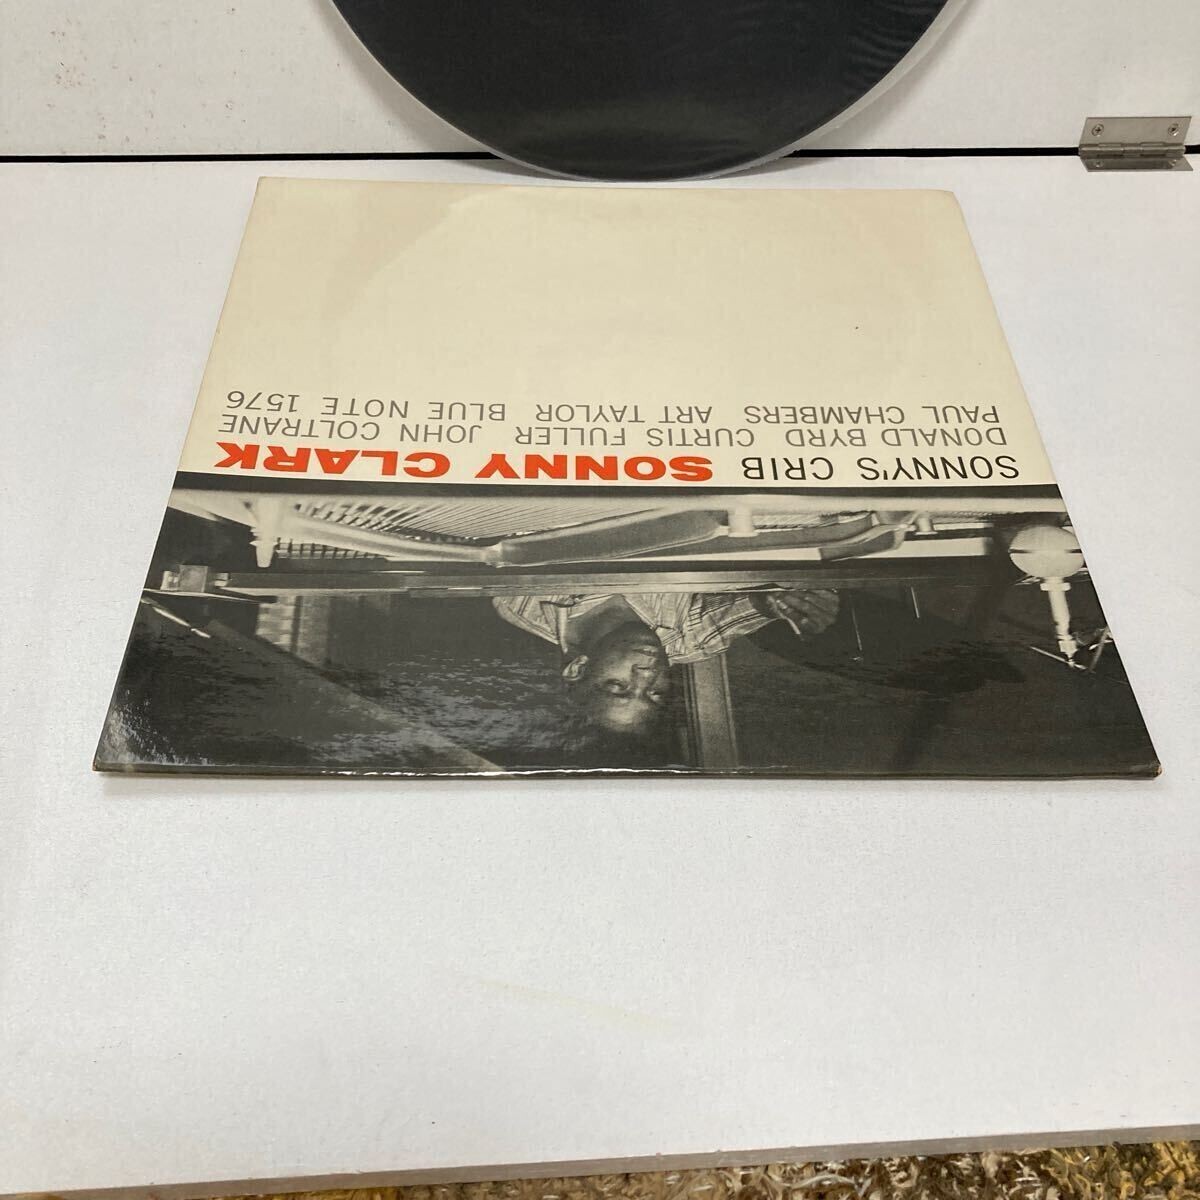 SONNY'S CRIB SONNY CLARK
DONALD BYRD CURTIS FULLER JOHN COLTRANE
PAUL CHAMBERS ART TAYLOR BLUE NOTE 1576